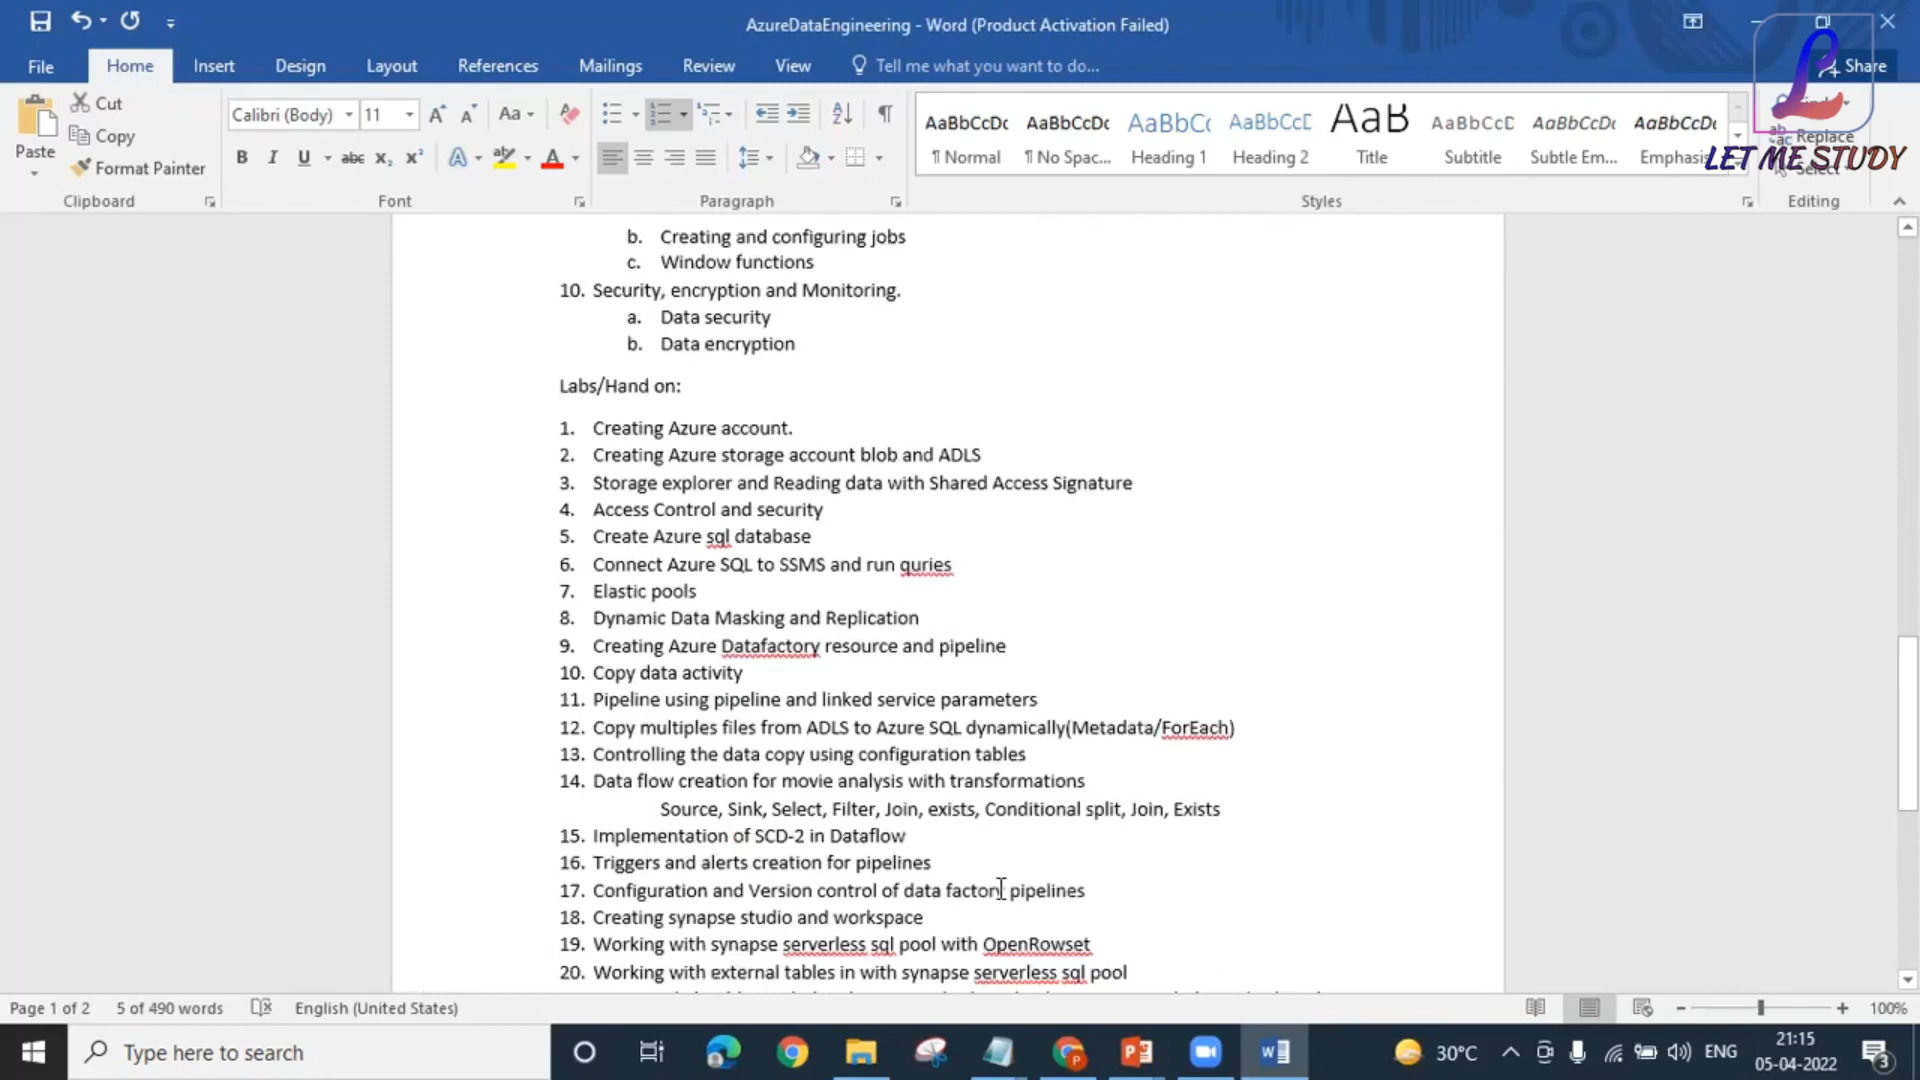 AzureDataEngineering - Word (Product Activation Failed)
File Home Insert Design Layout References Mailings Review View Tell me what you want to do... Share
Cut
Copy
Format Painter
Paste
Clipboard
Calibri (Body) 11
Font
Paragraph
AaBbCcDc AaBbCcDc AaBbCc AaBbCcD AaB AaBbCcD AaBbCcDc AaBbCcDc
¶ Normal ¶ No Spac... Heading 1 Heading 2 Title Subtitle Subtle Em... Emphasis
Styles
Replace
Select
Editing
LET ME STUDY
b. Creating and configuring jobs
c. Window functions
10. Security, encryption and Monitoring.
a. Data security
b. Data encryption
Labs/Hand on:
1. Creating Azure account.
2. Creating Azure storage account blob and ADLS
3. Storage explorer and Reading data with Shared Access Signature
4. Access Control and security
5. Create Azure sql database
6. Connect Azure SQL to SSMS and run quries
7. Elastic pools
8. Dynamic Data Masking and Replication
9. Creating Azure Datafactory resource and pipeline
10. Copy data activity
11. Pipeline using pipeline and linked service parameters
12. Copy multiples files from ADLS to Azure SQL dynamically(Metadata/ForEach)
13. Controlling the data copy using configuration tables
14. Data flow creation for movie analysis with transformations
Source, Sink, Select, Filter, Join, exists, Conditional split, Join, Exists
15. Implementation of SCD-2 in Dataflow
16. Triggers and alerts creation for pipelines
17. Configuration and Version control of data factory pipelines
18. Creating synapse studio and workspace
19. Working with synapse serverless sql pool with OpenRowset
20. Working with external tables in with synapse serverless sql pool
Page 1 of 2 5 of 490 words English (United States) 100%
Type here to search 30°C ENG
21:15
05-04-2022
3